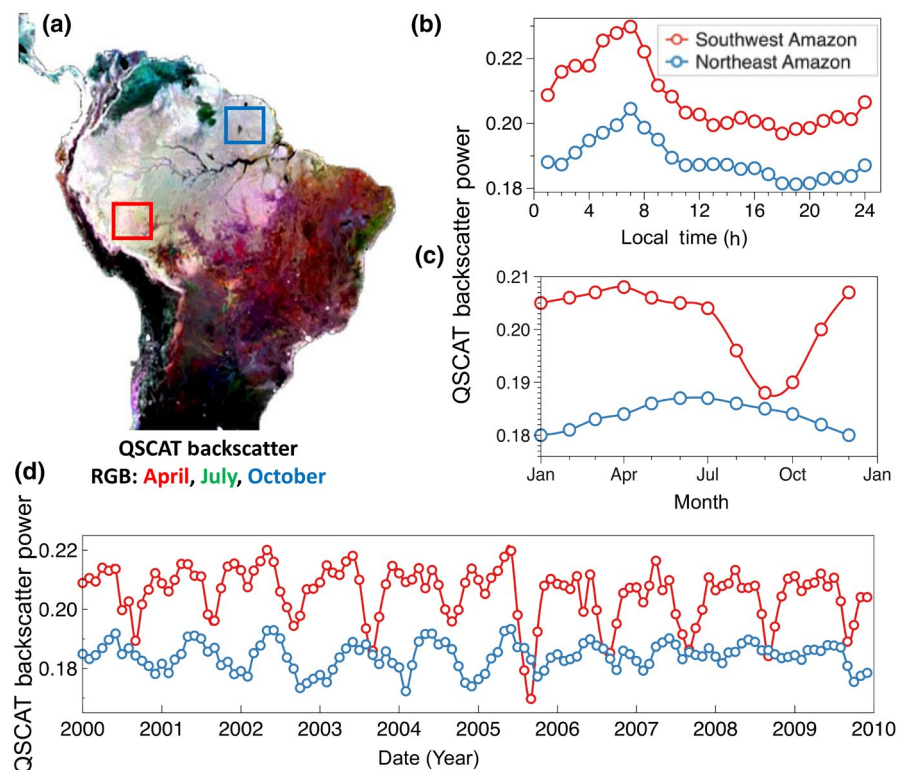 (a)
QSCAT backscatter
RGB: April, July, October
(b)
QSCAT backscatter power
0.22
0.20
0.18
Southwest Amazon
Northeast Amazon
0 4 8 12 16 20 24
Local time (h)
(c)
0.21
0.20
0.19
0.18
Jan Apr Jul Oct Jan
Month
(d)
QSCAT backscatter power
0.22
0.20
0.18
2000 2001 2002 2003 2004 2005 2006 2007 2008 2009 2010
Date (Year)